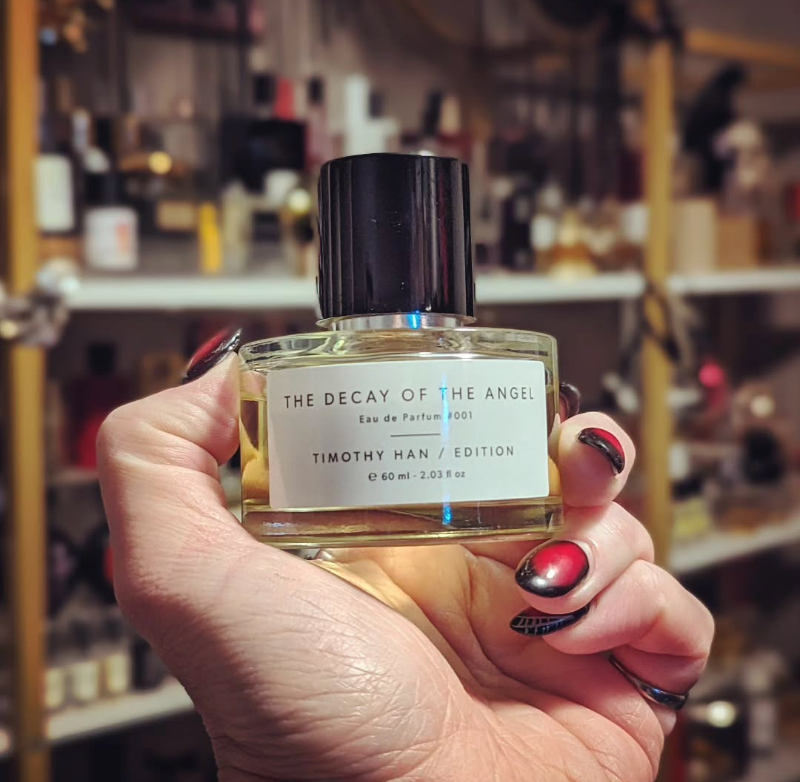 THE DECAY OF THE ANGEL
Eau de Parfum #001
TIMOTHY HAN / EDITION
℮ 60 ml - 2.03 fl oz